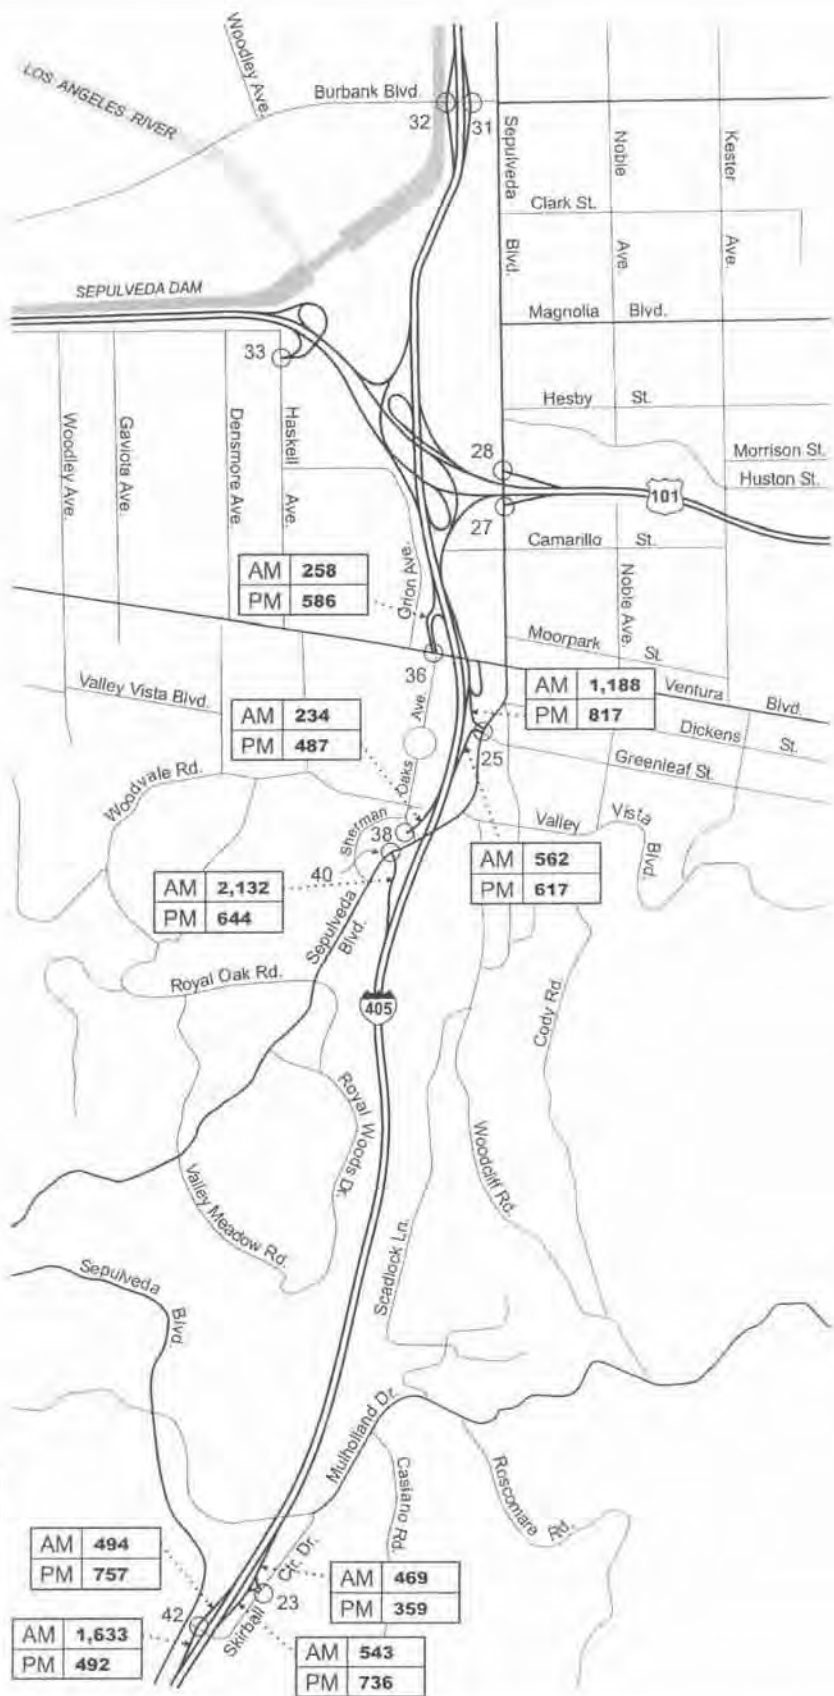 Woodley Ave.
LOS ANGELES RIVER
Burbank Blvd.
32
31
Sepulveda
Blvd.
Noble
Ave.
Kester
Ave.
Clark St.
SEPULVEDA DAM
Magnolia Blvd.
33
Woodley Ave.
Gaviota Ave.
Densmore Ave.
Haskell
Ave.
Hesby St.
28
Morrison St.
Huston St.
101
27
Camarillo St.
AM 258
PM 586
Orion Ave.
Noble Ave.
Moorpark St.
36
Valley Vista Blvd.
AM 1,188
PM 817
Ventura Blvd.
AM 234
PM 487
Sherman Oaks Ave.
25
Dickens St.
Greenleaf St.
Woodvale Rd.
38
Valley Vista Blvd.
40
AM 562
PM 617
AM 2,132
PM 644
Sepulveda
Blvd.
Royal Oak Rd.
405
Cody Rd
Royal Woods Dr.
Woodcliff Rd.
Valley Meadow Rd.
Scadlock Ln.
Sepulveda
Blvd.
Mulholland Dr.
Casiano Rd.
Roscomare Rd.
AM 494
PM 757
Skirball Ctr. Dr.
AM 469
PM 359
23
42
AM 1,633
PM 492
AM 543
PM 736